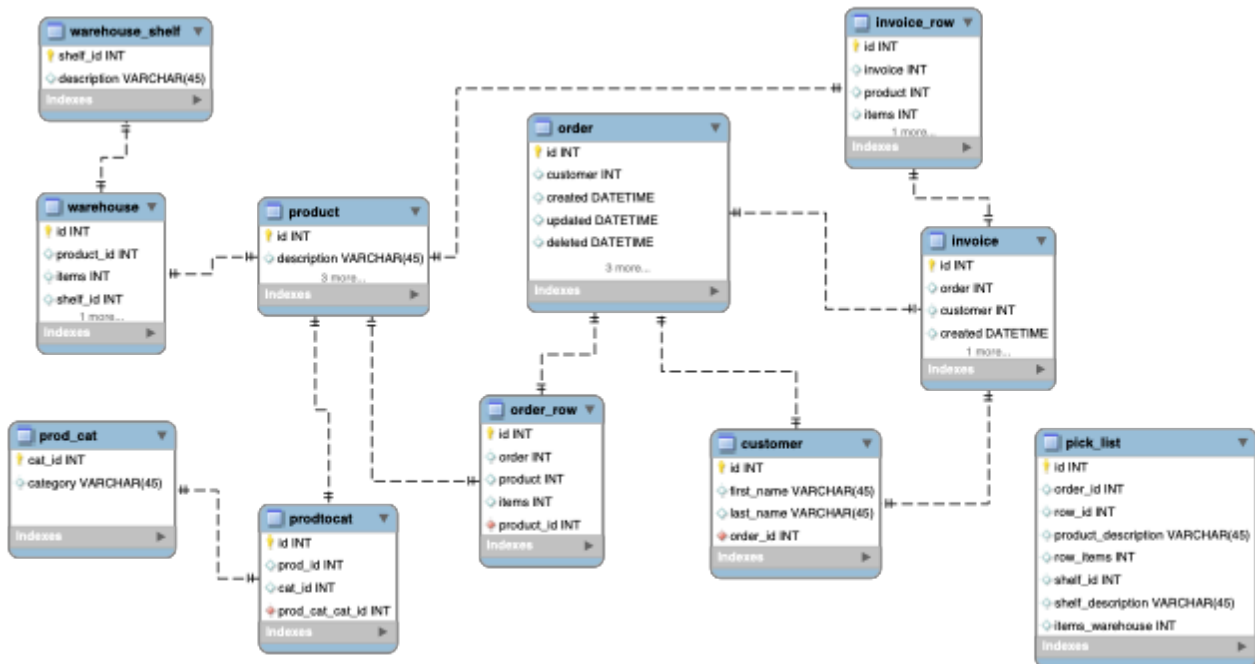 warehouse_shelf
shelf_id INT
description VARCHAR(45)
Indexes
warehouse
id INT
product_id INT
items INT
shelf_id INT
1 more...
Indexes
product
id INT
description VARCHAR(45)
3 more...
Indexes
order
id INT
customer INT
created DATETIME
updated DATETIME
deleted DATETIME
3 more...
Indexes
invoice_row
id INT
invoice INT
product INT
items INT
1 more...
Indexes
invoice
id INT
order INT
customer INT
created DATETIME
1 more...
Indexes
prod_cat
cat_id INT
category VARCHAR(45)
Indexes
prodtocat
id INT
prod_id INT
cat_id INT
prod_cat_cat_id INT
Indexes
order_row
id INT
order INT
product INT
items INT
product_id INT
Indexes
customer
id INT
first_name VARCHAR(45)
last_name VARCHAR(45)
order_id INT
Indexes
pick_list
id INT
order_id INT
row_id INT
product_description VARCHAR(45)
row_items INT
shelf_id INT
shelf_description VARCHAR(45)
items_warehouse INT
Indexes